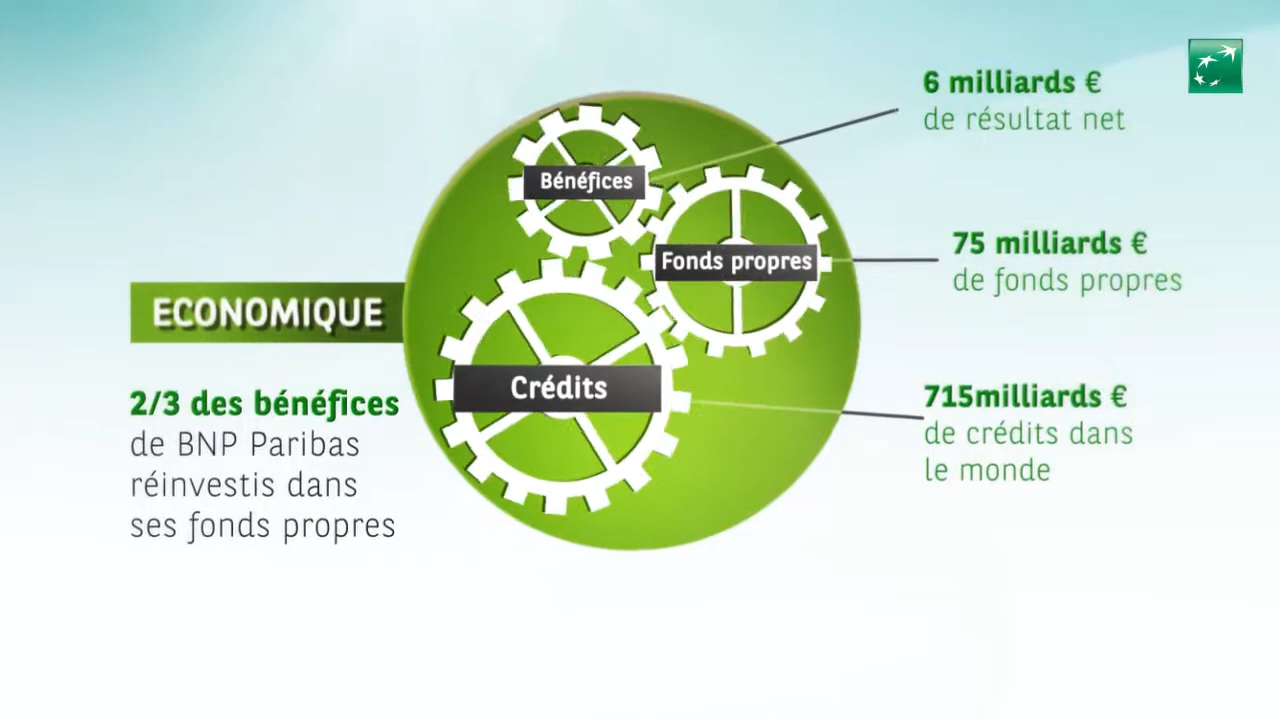 6 milliards €
de résultat net
Bénéfices
75 milliards €
de fonds propres
Fonds propres
ECONOMIQUE
2/3 des bénéfices
de BNP Paribas
réinvestis dans
ses fonds propres
Crédits
715milliards €
de crédits dans
le monde